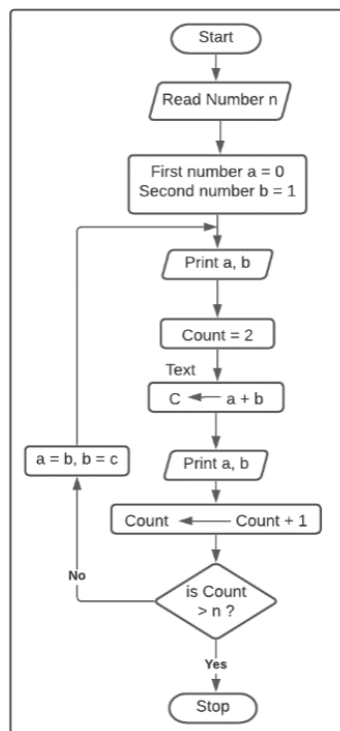 Start
Read Number n
First number a = 0
Second number b = 1
Print a, b
Count = 2
Text
C a + b
a = b, b = c
Print a, b
Count Count + 1
No
is Count
> n ?
Yes
Stop